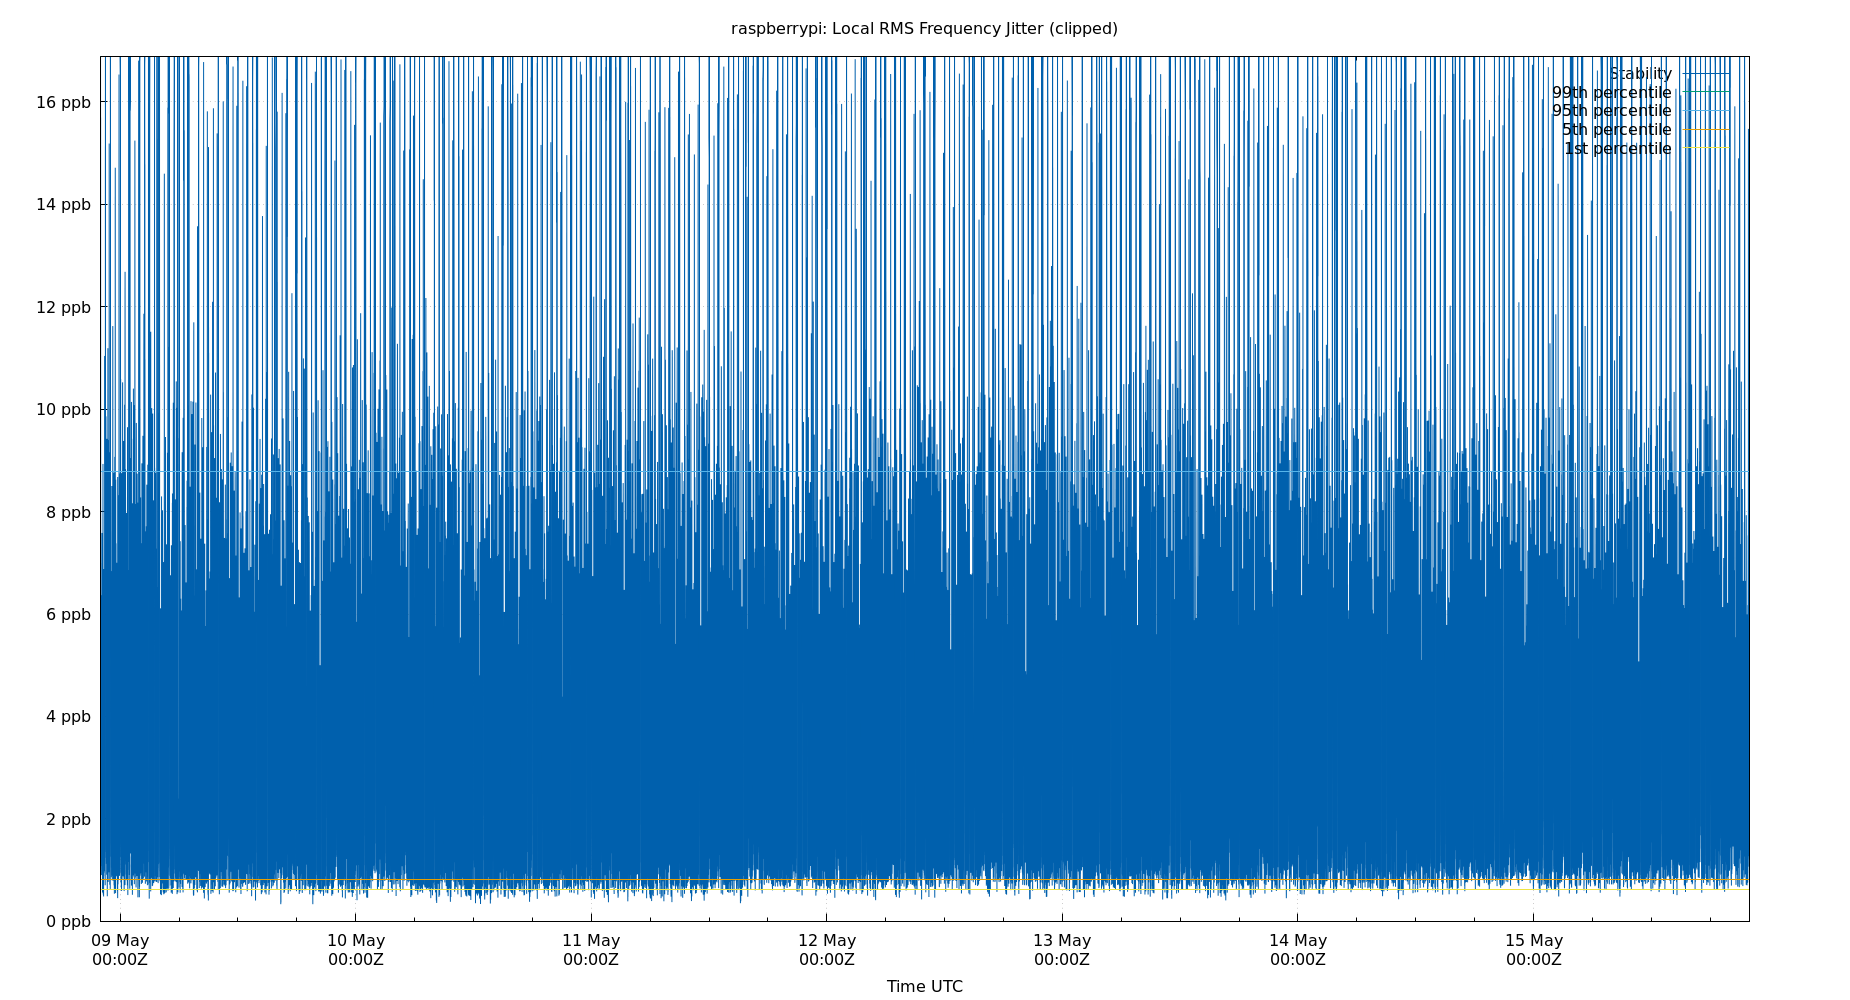 raspberrypi: Local RMS Frequency Jitter (clipped)
Stability
99th percentile
95th percentile
5th percentile
1st percentile
16 ppb
14 ppb
12 ppb
10 ppb
8 ppb
6 ppb
4 ppb
2 ppb
0 ppb
09 May 10 May 11 May 12 May 13 May 14 May 15 May
00:00Z 00:00Z 00:00Z 00:00Z 00:00Z 00:00Z 00:00Z
Time UTC